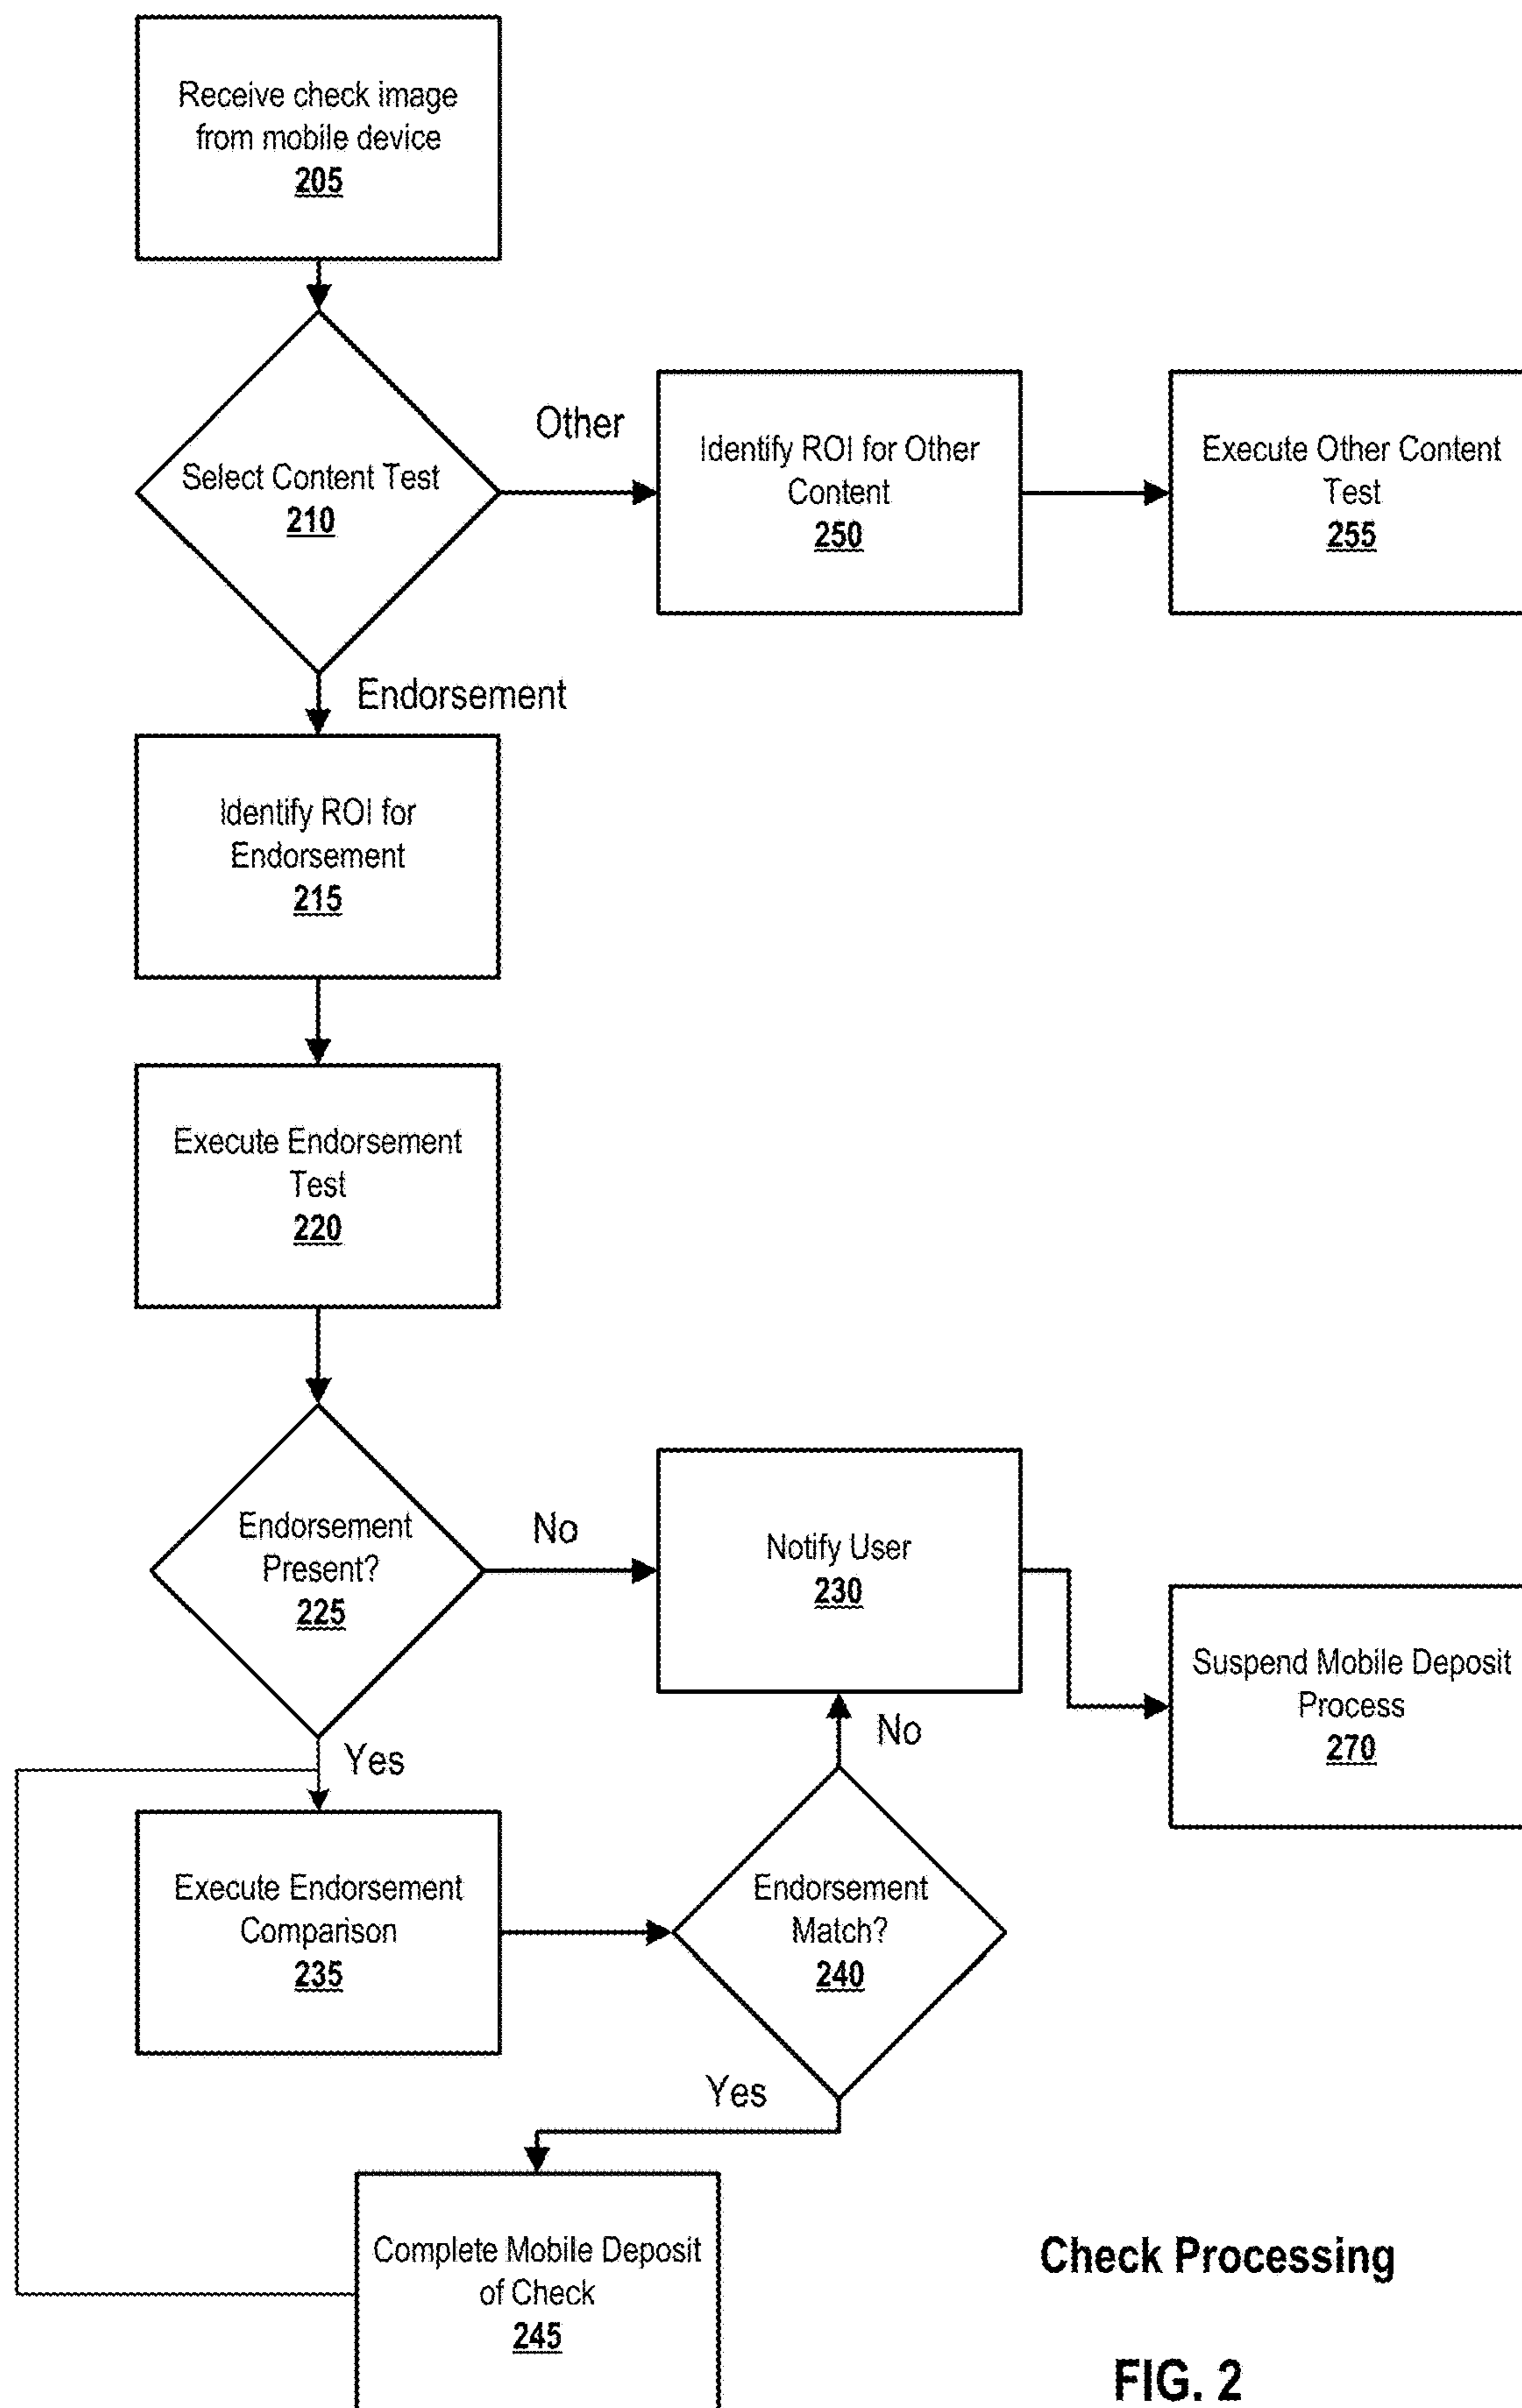 Receive check image
from mobile device
205
Select Content Test
210
Other
Identify ROI for Other
Content
250
Execute Other Content
Test
255
Endorsement
Identify ROI for
Endorsement
215
Execute Endorsement
Test
220
Endorsement
Present?
225
No
Notify User
230
Suspend Mobile Deposit
Process
270
Yes
No
Execute Endorsement
Comparison
235
Endorsement
Match?
240
Yes
Complete Mobile Deposit
of Check
245
Check Processing
FIG. 2